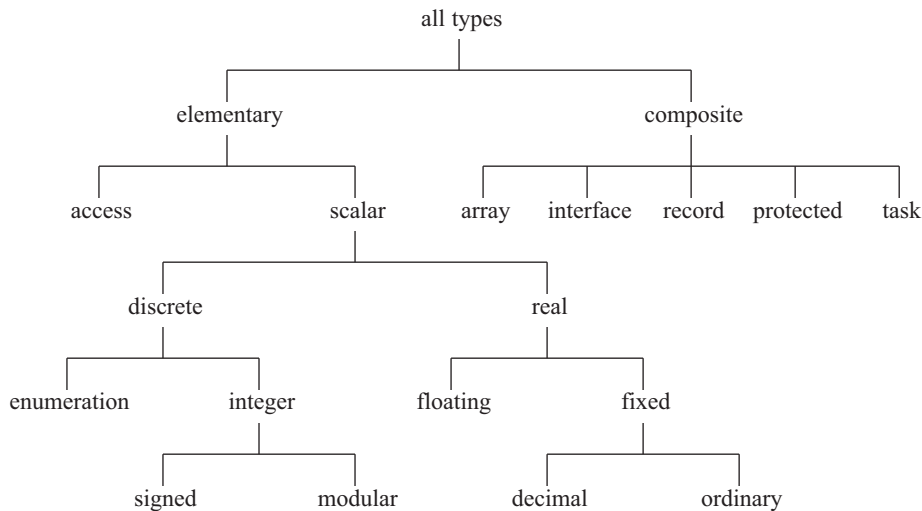 all types
elementary composite
access scalar array interface record protected task
discrete real
enumeration integer floating fixed
signed modular decimal ordinary